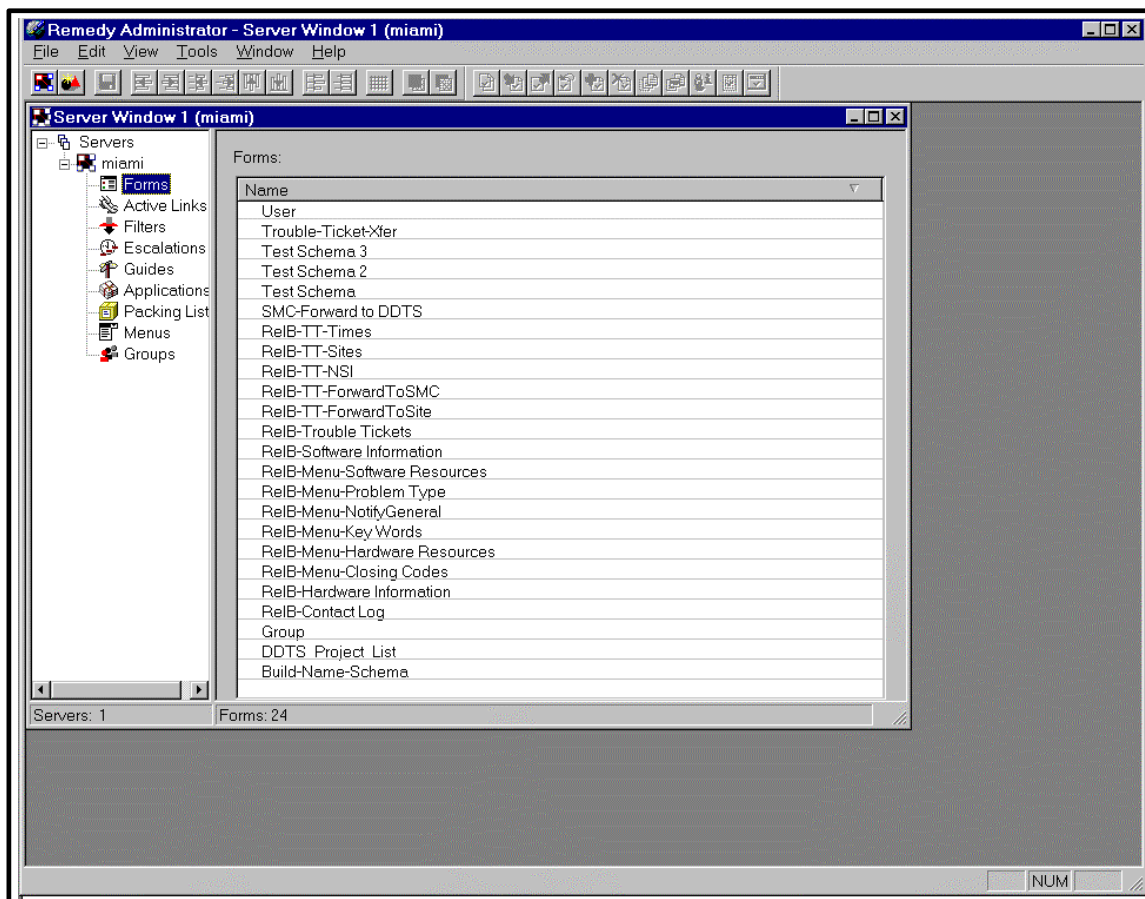 Remedy Administrator - Server Window 1 (miami)
File Edit View Tools Window Help
Server Window 1 (miami)
Servers
miami
Forms
Active Links
Filters
Escalations
Guides
Applications
Packing List
Menus
Groups
Forms:
Name
User
Trouble-Ticket-Xfer
Test Schema 3
Test Schema 2
Test Schema
SMC-Forward to DDTS
RelB-TT-Times
RelB-TT-Sites
RelB-TT-NSI
RelB-TT-ForwardToSMC
RelB-TT-ForwardToSite
RelB-Trouble Tickets
RelB-Software Information
RelB-Menu-Software Resources
RelB-Menu-Problem Type
RelB-Menu-NotifyGeneral
RelB-Menu-Key Words
RelB-Menu-Hardware Resources
RelB-Menu-Closing Codes
RelB-Hardware Information
RelB-Contact Log
Group
DDTS Project List
Build-Name-Schema
Servers: 1
Forms: 24
NUM